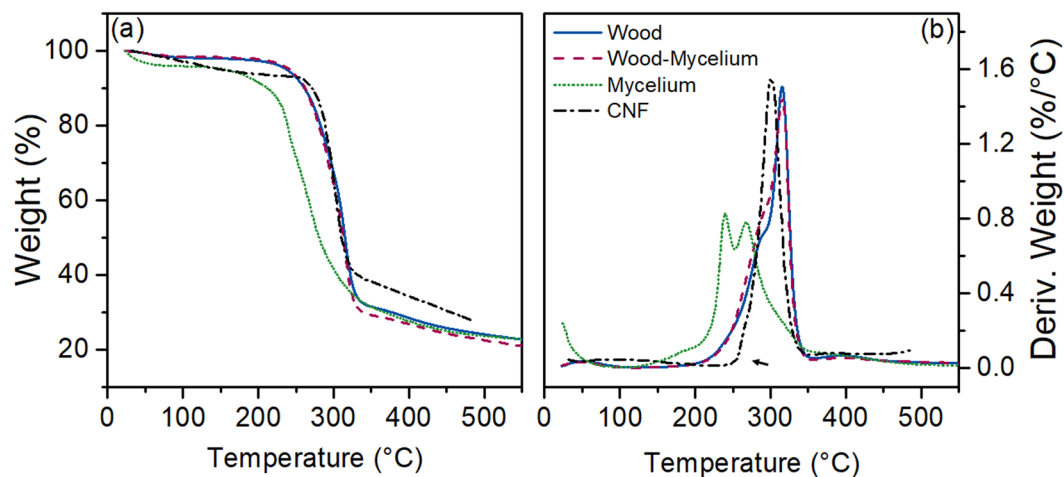 (a)
100
80
60
40
20
0 100 200 300 400 500
Weight (%)
Temperature (°C)
(b)
Wood
Wood-Mycelium
Mycelium
CNF
1.6
1.2
0.8
0.4
0.0
0 100 200 300 400 500
Deriv. Weight (%/°C)
Temperature (°C)